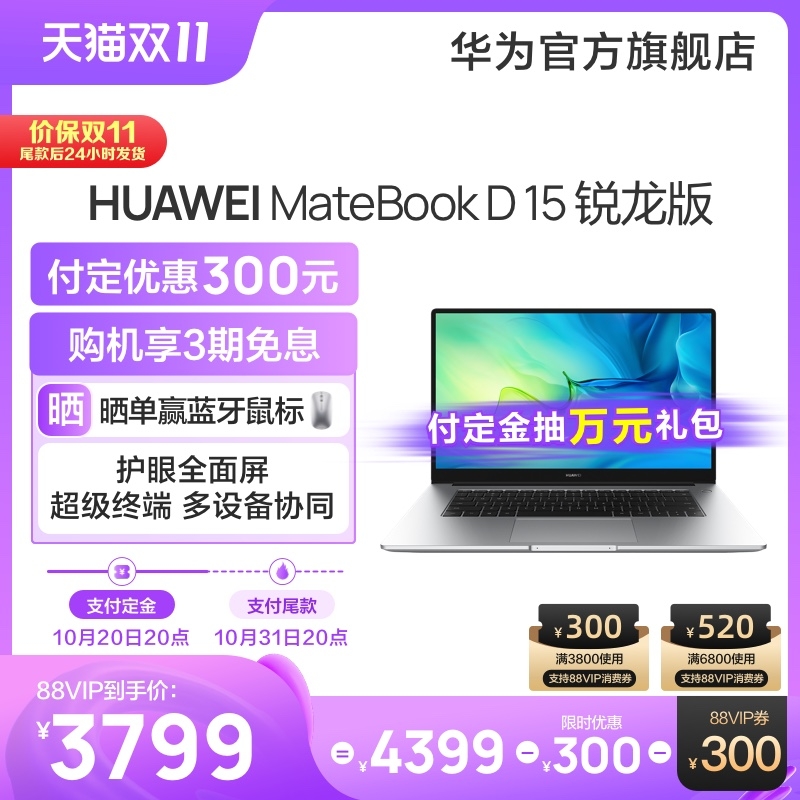 天猫双11
华为官方旗舰店
价保双11
尾款后24小时发货
HUAWEI MateBook D 15 锐龙版
付定优惠300元
购机享3期免息
晒 晒单赢蓝牙鼠标
护眼全面屏
超级终端 多设备协同
付定金抽万元礼包
HUAWEI
支付定金 支付尾款
10月20日20点 10月31日20点
¥300 ¥520
满3800使用 满6800使用
支持88VIP消费券 支持88VIP消费券
88VIP到手价:
限时优惠 88VIP券
¥3799 = ¥4399 - ¥300 - ¥300